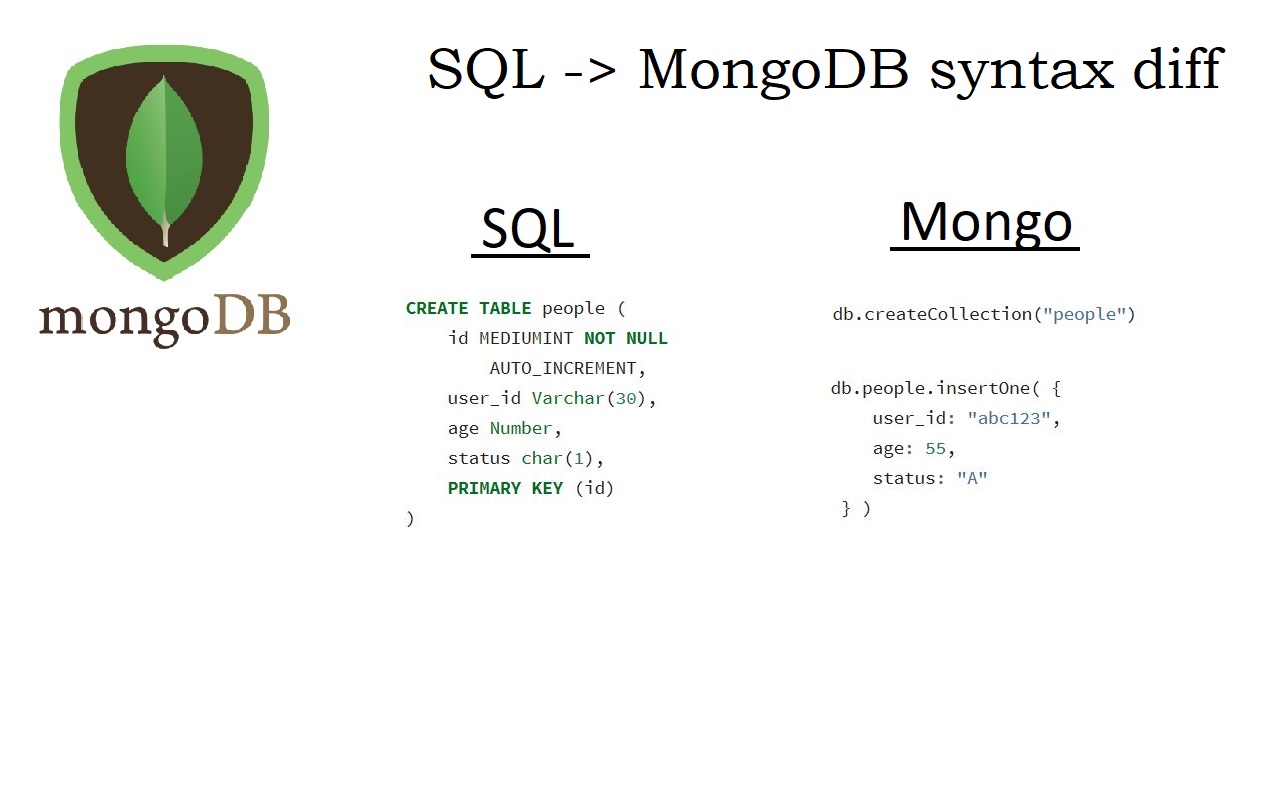 mongoDB
SQL -> MongoDB syntax diff
SQL
CREATE TABLE people (
    id MEDIUMINT NOT NULL
        AUTO_INCREMENT,
    user_id Varchar(30),
    age Number,
    status char(1),
    PRIMARY KEY (id)
)
Mongo
db.createCollection("people")
db.people.insertOne( {
    user_id: "abc123",
    age: 55,
    status: "A"
 } )